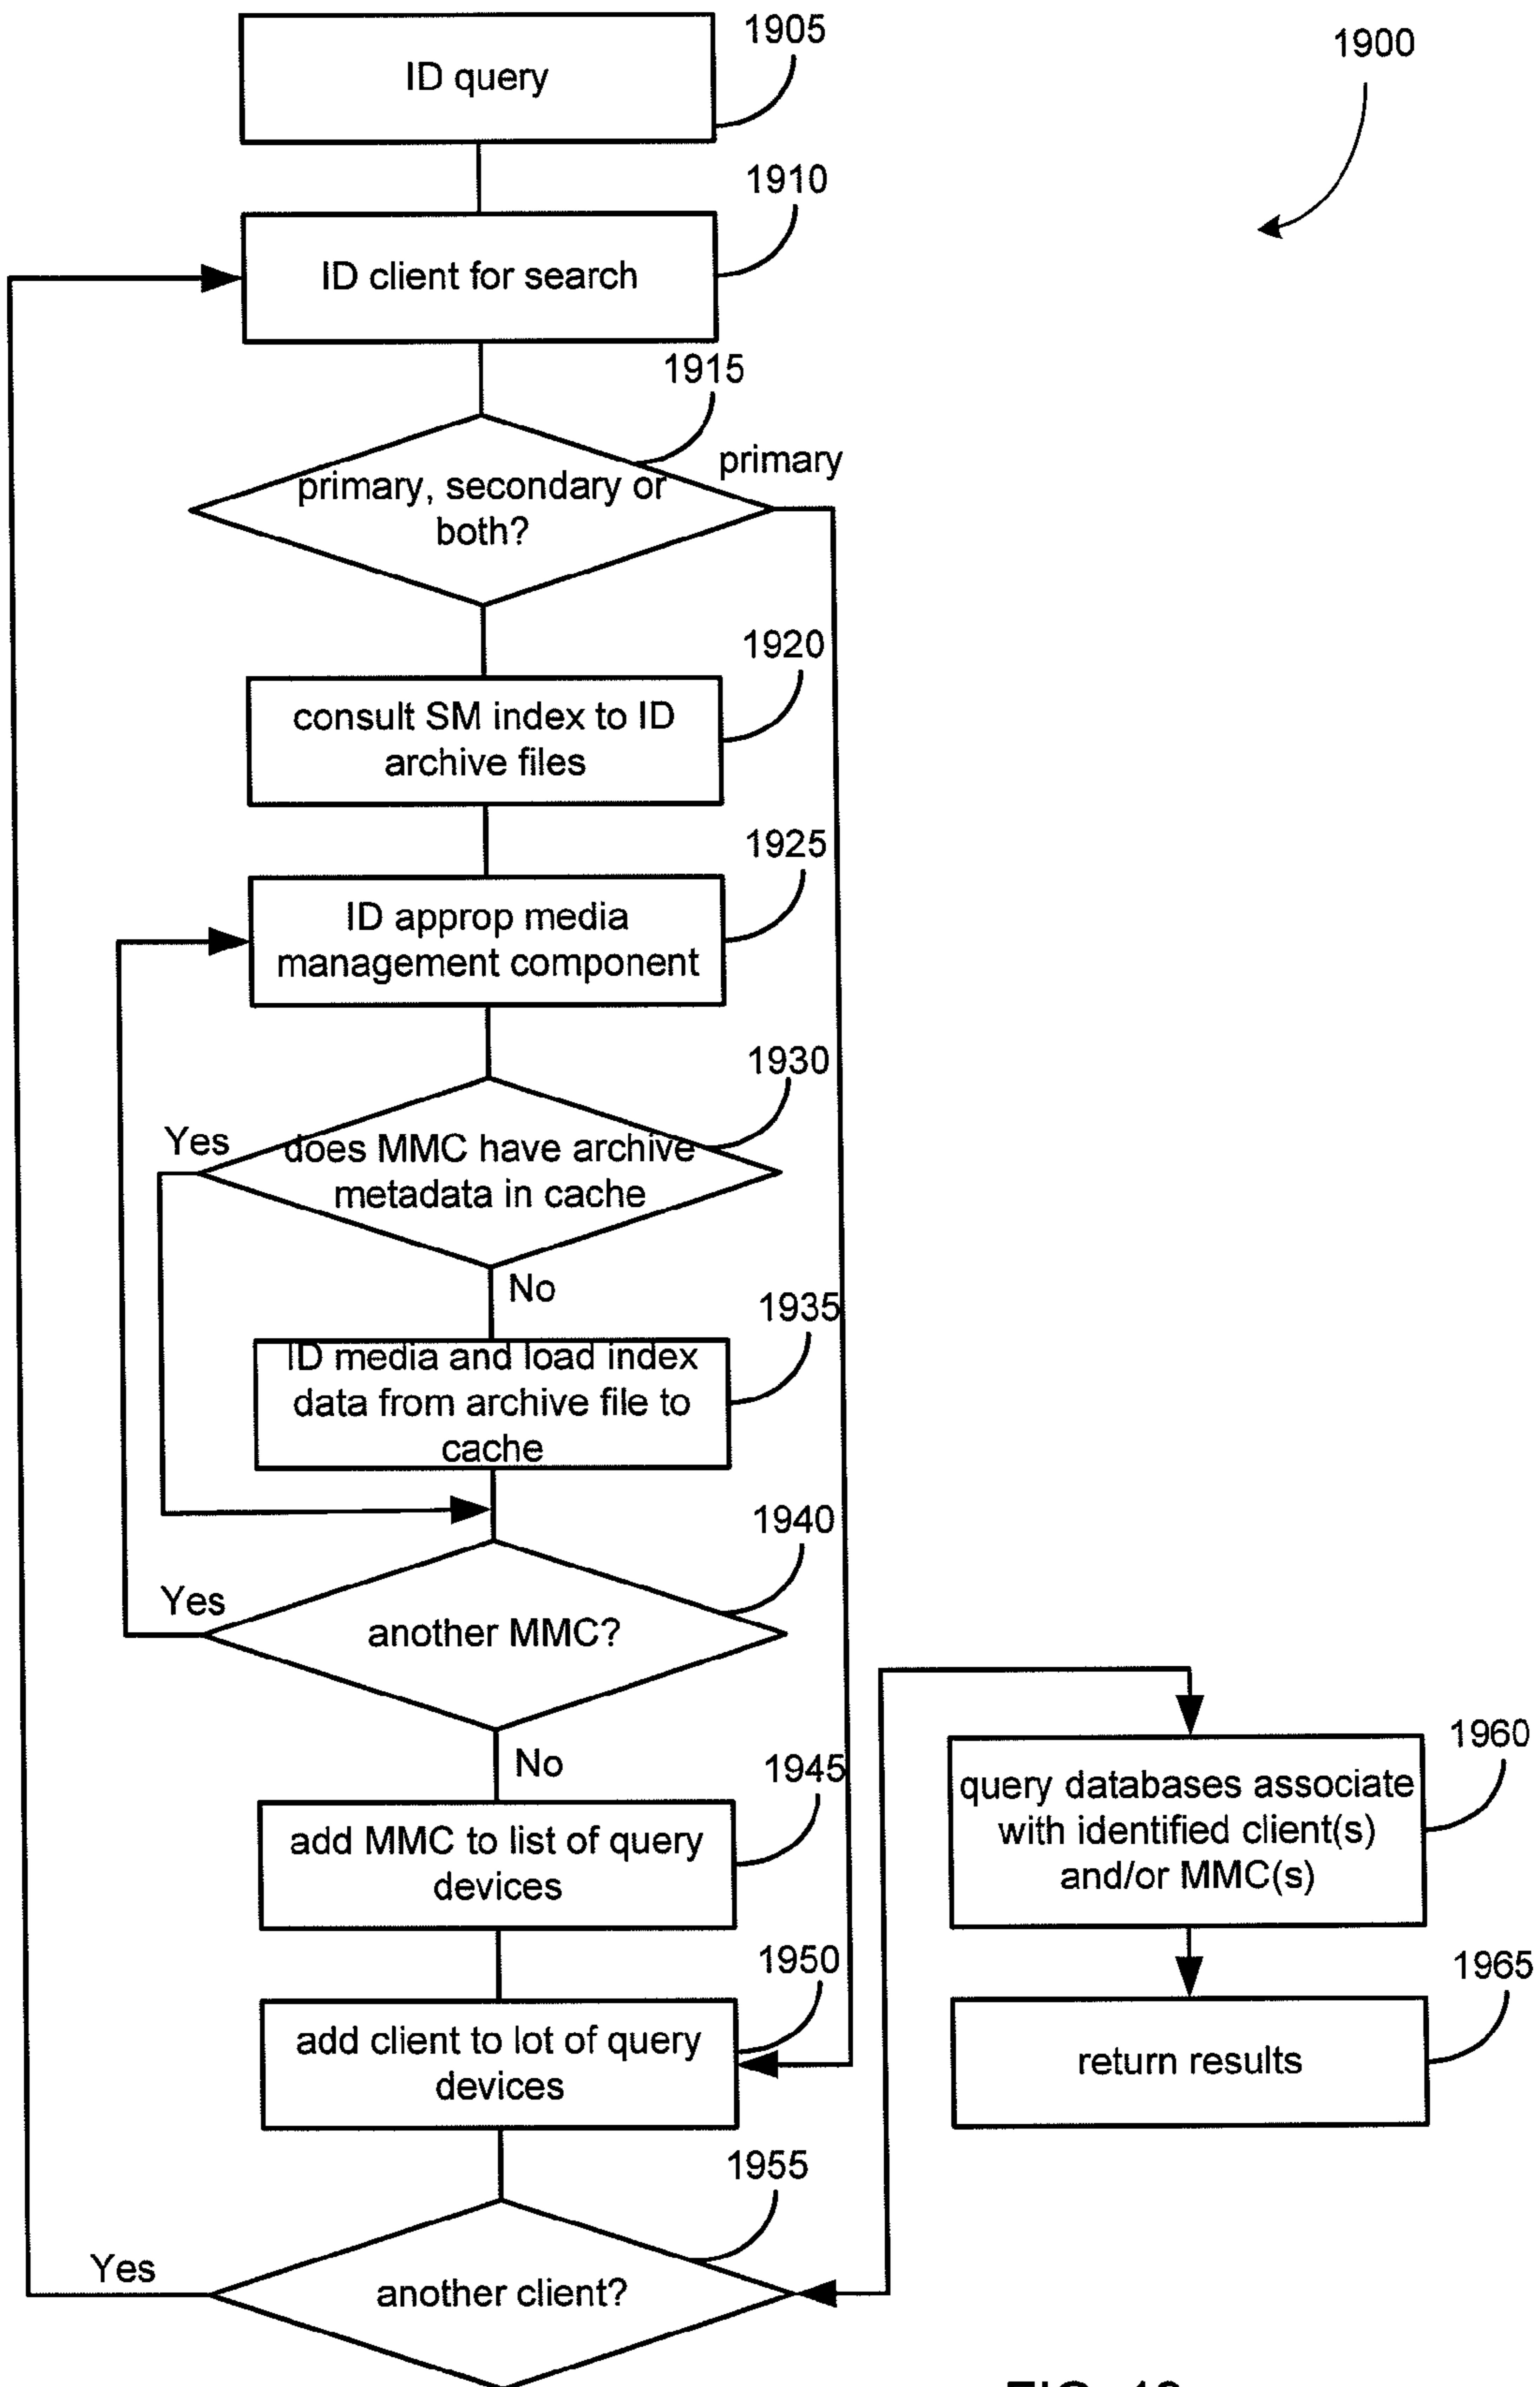 1905
ID query
1900
1910
ID client for search
1915
primary
primary, secondary or
both?
1920
consult SM index to ID
archive files
1925
ID approp media
management component
1930
Yes
does MMC have archive
metadata in cache
No
1935
ID media and load index
data from archive file to
cache
1940
Yes
another MMC?
No
1945
add MMC to list of query
devices
1950
add client to lot of query
devices
1955
Yes
another client?
1960
query databases associate
with identified client(s)
and/or MMC(s)
1965
return results